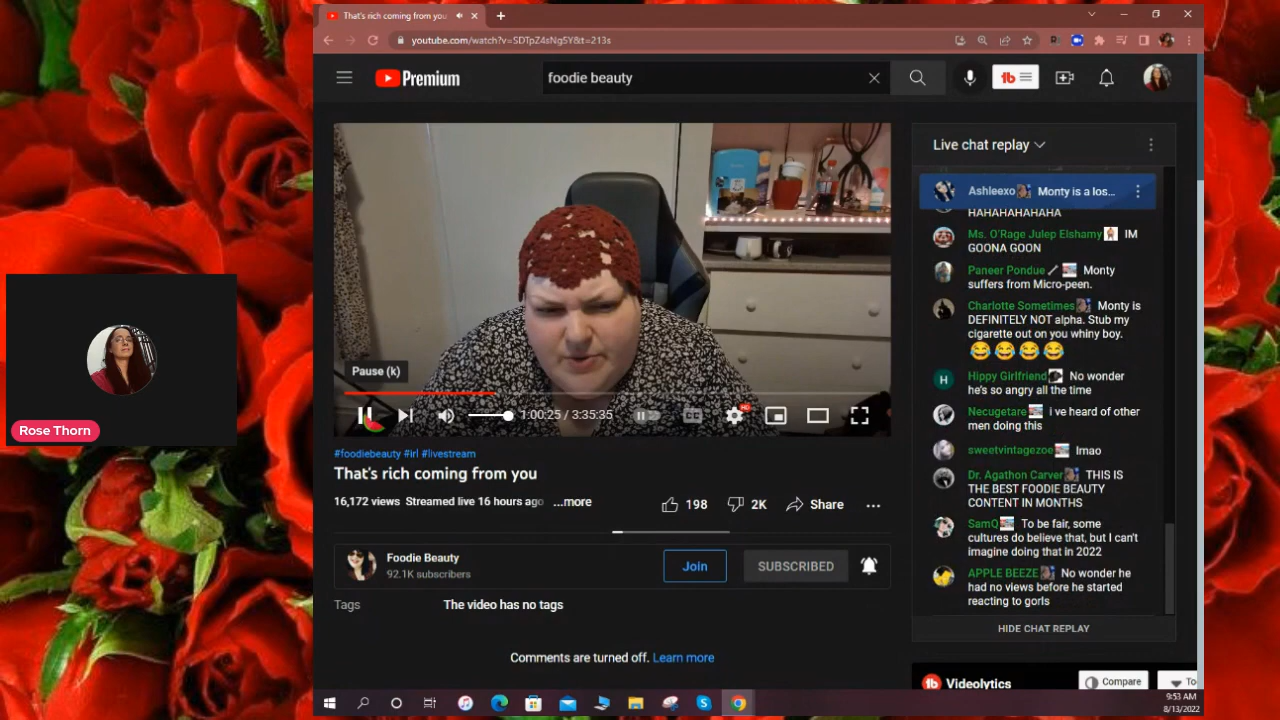 That's rich coming from you
youtube.com/watch?v=SDTpZ4sNg5Y&t=213s
Premium
foodie beauty
Live chat replay
Ashleexo Monty is a los...
HAHAHAHAHAHA
Ms. O'Rage Julep Elshamy IM
GOONA GOON
Paneer Pondue Monty
suffers from Micro-peen.
Charlotte Sometimes Monty is
DEFINITELY NOT alpha. Stub my
cigarette out on you whiny boy.
😂😂😂😂
H Hippy Girlfriend No wonder
he's so angry all the time
Necugetare i ve heard of other
men doing this
sweetvintagezoe lmao
Dr. Agathon Carver THIS IS
THE BEST FOODIE BEAUTY
CONTENT IN MONTHS
SamQ To be fair, some
cultures do believe that, but I can't
imagine doing that in 2022
APPLE BEEZE No wonder he
had no views before he started
reacting to gorls
HIDE CHAT REPLAY
Pause (k)
1:00:25 / 3:35:35
CC
HD
#foodiebeauty #irl #livestream
That's rich coming from you
16,172 views Streamed live 16 hours ago ...more
198 2K Share
Foodie Beauty
92.1K subscribers
Join
SUBSCRIBED
Tags The video has no tags
Comments are turned off. Learn more
Videolytics
Compare
To
Rose Thorn
9:53 AM
8/13/2022